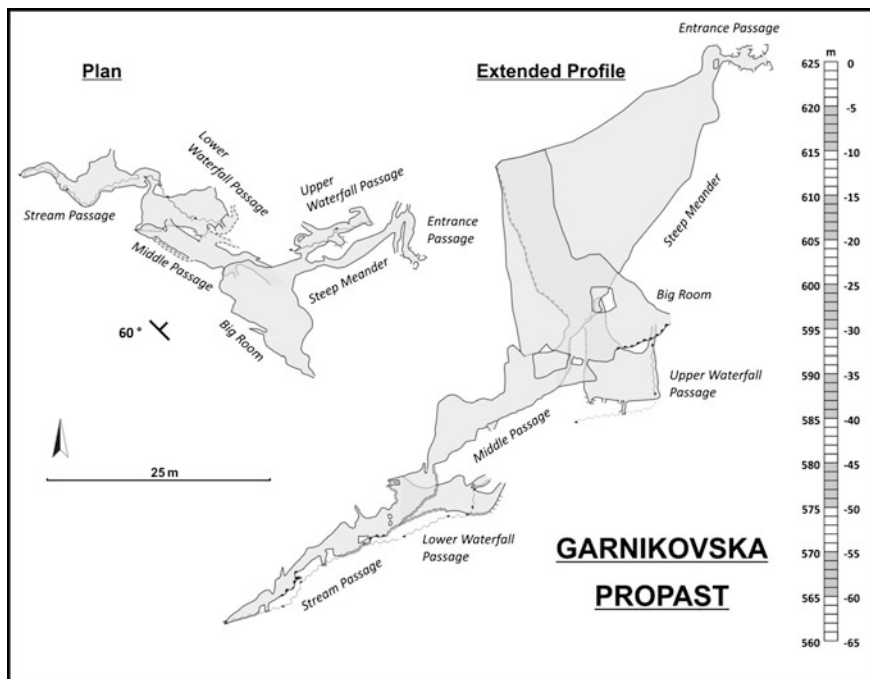 Entrance Passage
Plan
Extended Profile
m
625 0
620 -5
615 -10
610 -15
605 -20
600 -25
595 -30
590 -35
585 -40
580 -45
575 -50
570 -55
565 -60
560 -65
Lower
Waterfall Passage
Upper
Waterfall Passage
Stream Passage
Entrance
Passage
Middle Passage
Steep Meander
Big Room
60°
25 m
Steep Meander
Big Room
Upper Waterfall
Passage
Middle Passage
Lower Waterfall
Passage
Stream Passage
GARNIKOVSKA
PROPAST